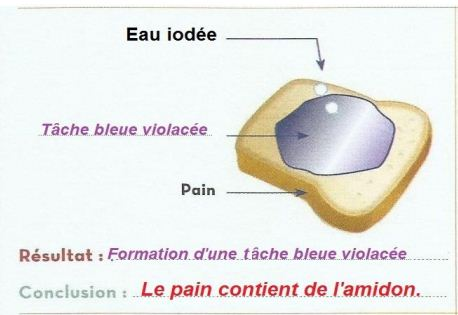 Eau iodée
Tâche bleue violacée
Pain
Résultat : Formation d'une tâche bleue violacée
Conclusion : Le pain contient de l'amidon.